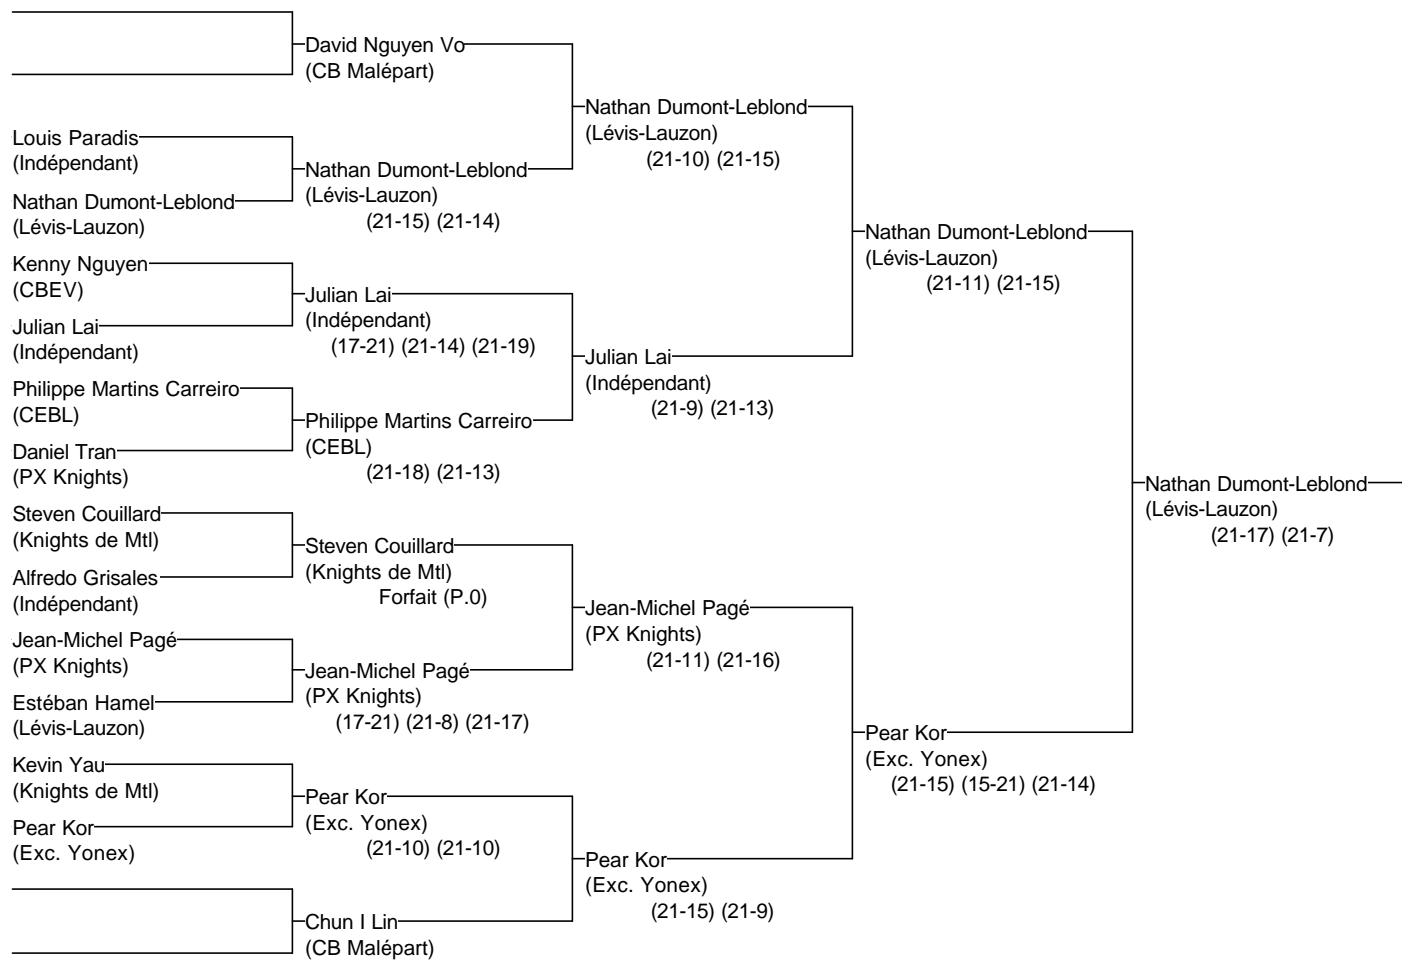 David Nguyen Vo
(CB Malépart)
Nathan Dumont-Leblond
(Lévis-Lauzon)
(21-10) (21-15)
Louis Paradis
(Indépendant)
Nathan Dumont-Leblond
(Lévis-Lauzon)
(21-15) (21-14)
Nathan Dumont-Leblond
(Lévis-Lauzon)
Nathan Dumont-Leblond
(Lévis-Lauzon)
(21-11) (21-15)
Kenny Nguyen
(CBEV)
Julian Lai
(Indépendant)
(17-21) (21-14) (21-19)
Julian Lai
(Indépendant)
Julian Lai
(Indépendant)
(21-9) (21-13)
Philippe Martins Carreiro
(CEBL)
Philippe Martins Carreiro
(CEBL)
(21-18) (21-13)
Daniel Tran
(PX Knights)
Nathan Dumont-Leblond
(Lévis-Lauzon)
(21-17) (21-7)
Steven Couillard
(Knights de Mtl)
Steven Couillard
(Knights de Mtl)
Forfait (P.0)
Alfredo Grisales
(Indépendant)
Jean-Michel Pagé
(PX Knights)
(21-11) (21-16)
Jean-Michel Pagé
(PX Knights)
Jean-Michel Pagé
(PX Knights)
(17-21) (21-8) (21-17)
Estéban Hamel
(Lévis-Lauzon)
Pear Kor
(Exc. Yonex)
(21-15) (15-21) (21-14)
Kevin Yau
(Knights de Mtl)
Pear Kor
(Exc. Yonex)
(21-10) (21-10)
Pear Kor
(Exc. Yonex)
Pear Kor
(Exc. Yonex)
(21-15) (21-9)
Chun I Lin
(CB Malépart)